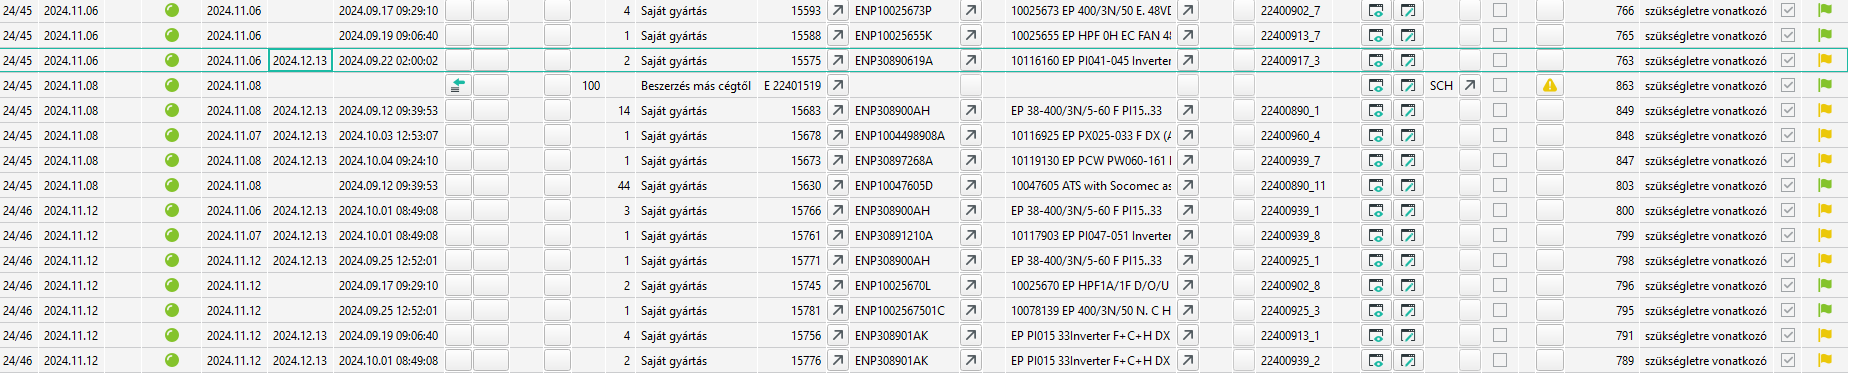 24/45 2024.11.06 2024.11.06 2024.09.17 09:29:10 4 Saját gyártás 15593 ENP10025673P 10025673 EP 400/3N/50 E. 48VD 22400902_7 766 szükségletre vonatkozó
24/45 2024.11.06 2024.11.06 2024.09.19 09:06:40 1 Saját gyártás 15588 ENP10025655K 10025655 EP HPF 0H EC FAN 48 22400913_7 765 szükségletre vonatkozó
24/45 2024.11.06 2024.11.06 2024.12.13 2024.09.22 02:00:02 2 Saját gyártás 15575 ENP30890619A 10116160 EP PI041-045 Inverter 22400917_3 763 szükségletre vonatkozó
24/45 2024.11.08 2024.11.08 100 Beszerzés más cégtől E 22401519 SCH 863 szükségletre vonatkozó
24/45 2024.11.08 2024.11.08 2024.12.13 2024.09.12 09:39:53 14 Saját gyártás 15683 ENP308900AH EP 38-400/3N/5-60 F PI15..33 22400890_1 849 szükségletre vonatkozó
24/45 2024.11.08 2024.11.07 2024.12.13 2024.10.03 12:53:07 1 Saját gyártás 15678 ENP1004498908A 10116925 EP PX025-033 F DX (A 22400960_4 848 szükségletre vonatkozó
24/45 2024.11.08 2024.11.08 2024.12.13 2024.10.04 09:24:10 1 Saját gyártás 15673 ENP30897268A 10119130 EP PCW PW060-161 I 22400939_7 847 szükségletre vonatkozó
24/45 2024.11.08 2024.11.08 2024.09.12 09:39:53 44 Saját gyártás 15630 ENP10047605D 10047605 ATS with Socomec as 22400890_11 803 szükségletre vonatkozó
24/46 2024.11.12 2024.11.06 2024.12.13 2024.10.01 08:49:08 3 Saját gyártás 15766 ENP308900AH EP 38-400/3N/5-60 F PI15..33 22400939_1 800 szükségletre vonatkozó
24/46 2024.11.12 2024.11.07 2024.12.13 2024.10.01 08:49:08 1 Saját gyártás 15761 ENP30891210A 10117903 EP PI047-051 Inverter 22400939_8 799 szükségletre vonatkozó
24/46 2024.11.12 2024.11.12 2024.12.13 2024.09.25 12:52:01 1 Saját gyártás 15771 ENP308900AH EP 38-400/3N/5-60 F PI15..33 22400925_1 798 szükségletre vonatkozó
24/46 2024.11.12 2024.11.12 2024.09.17 09:29:10 2 Saját gyártás 15745 ENP10025670L 10025670 EP HPF1A/1F D/O/U 22400902_8 796 szükségletre vonatkozó
24/46 2024.11.12 2024.11.12 2024.09.25 12:52:01 1 Saját gyártás 15781 ENP1002567501C 10078139 EP 400/3N/50 N. C H 22400925_3 795 szükségletre vonatkozó
24/46 2024.11.12 2024.11.12 2024.12.13 2024.09.19 09:06:40 4 Saját gyártás 15756 ENP308901AK EP PI015 33Inverter F+C+H DX 22400913_1 791 szükségletre vonatkozó
24/46 2024.11.12 2024.11.12 2024.12.13 2024.10.01 08:49:08 2 Saját gyártás 15776 ENP308901AK EP PI015 33Inverter F+C+H DX 22400939_2 789 szükségletre vonatkozó